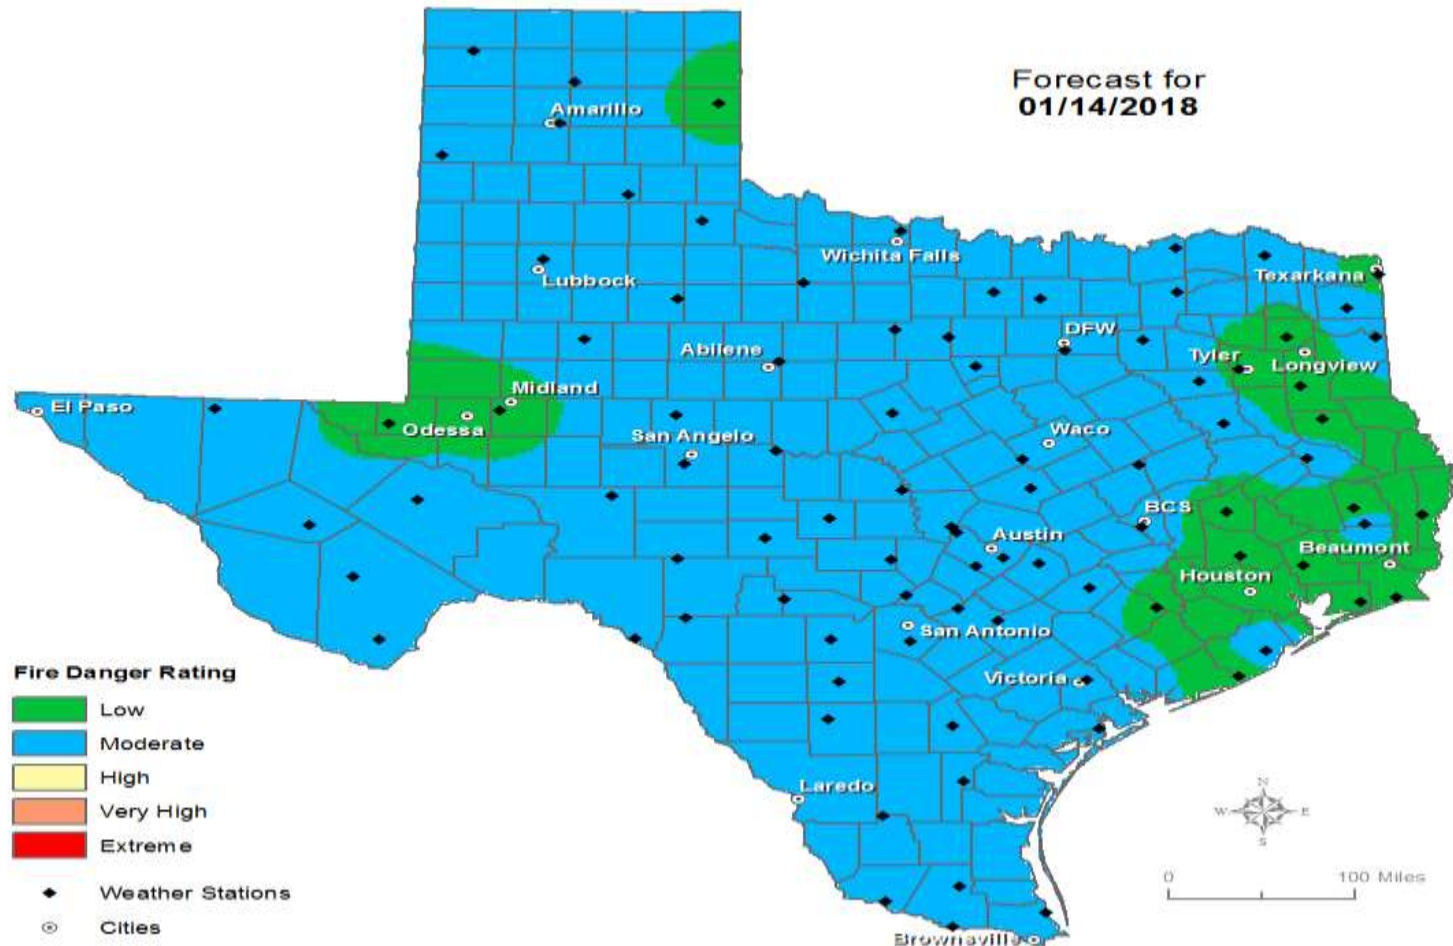 Forecast for
01/14/2018
Amarillo
Wichita Falls
Lubbock
Texarkana
DFW
Abilene
Tyler
Longview
Midland
El Paso
Odessa
San Angelo
Waco
BCS
Austin
Beaumont
Houston
San Antonio
Victoria
Laredo
Brownsville
Fire Danger Rating
Low
Moderate
High
Very High
Extreme
Weather Stations
Cities
N
W E
S
0 100 Miles